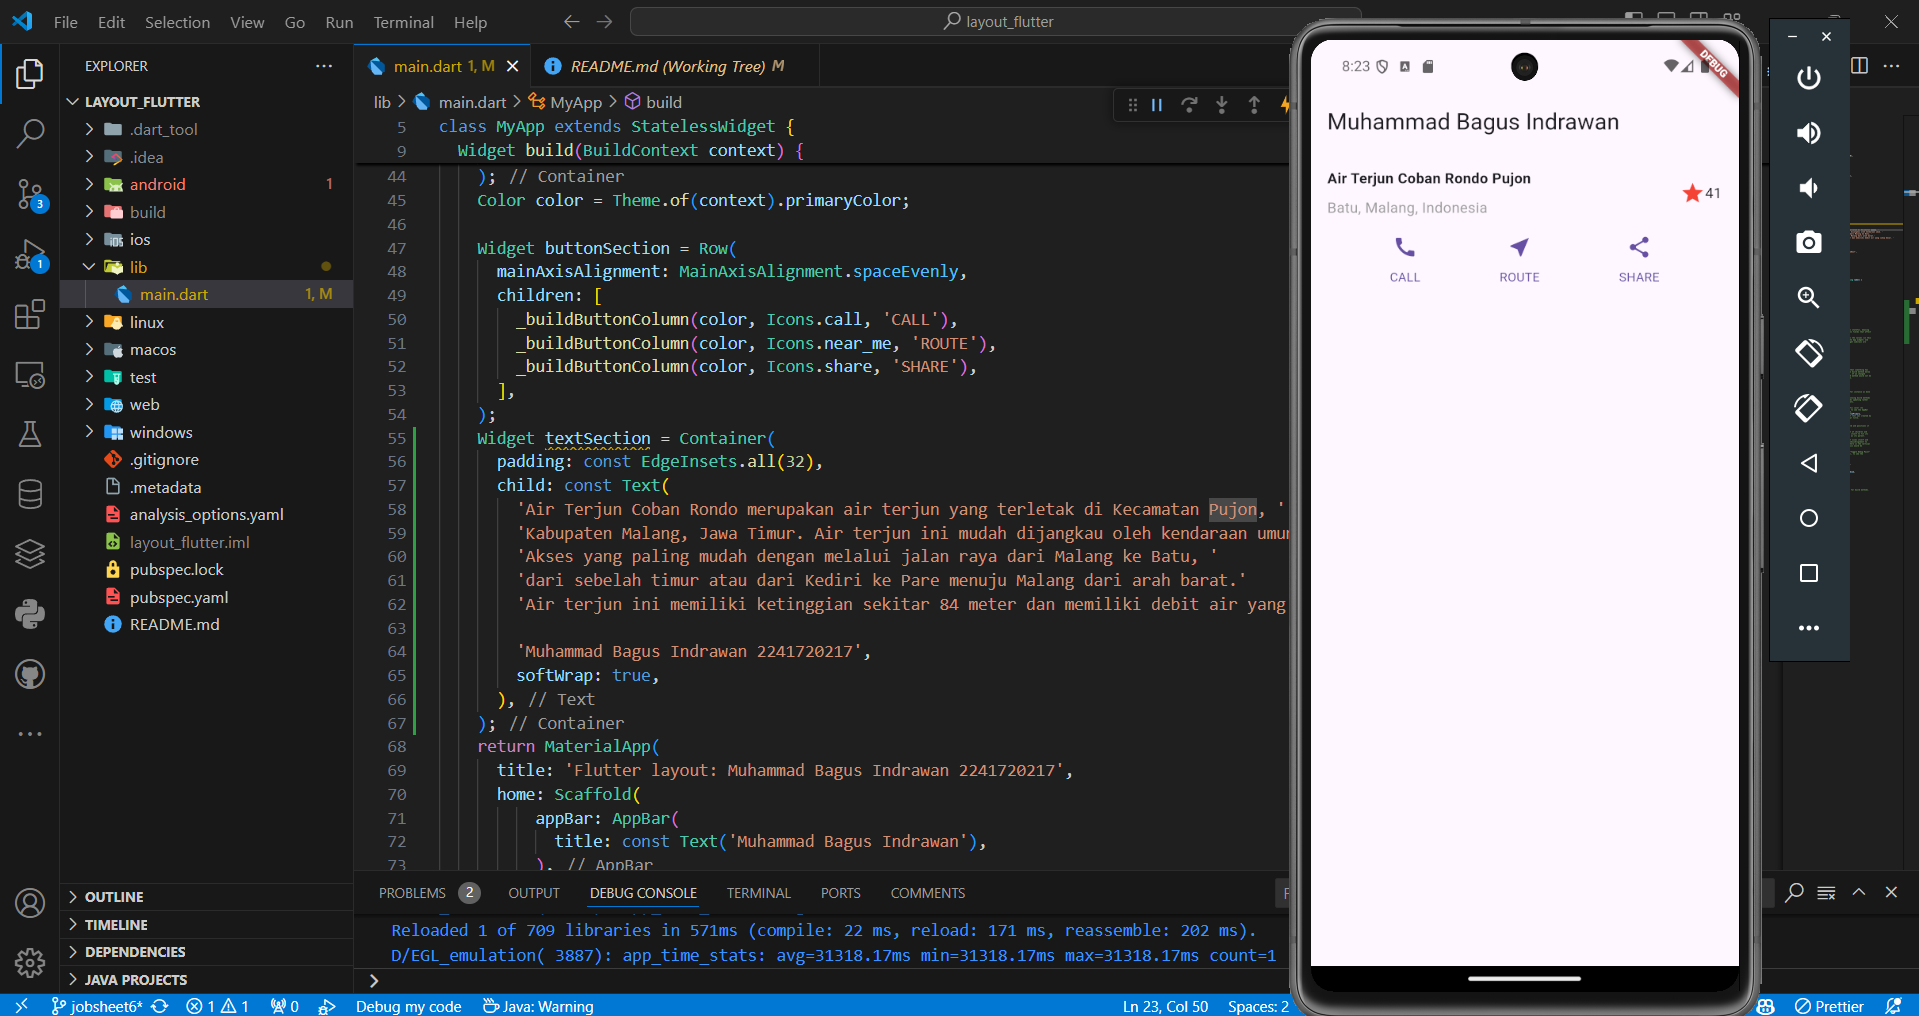 File Edit Selection View Go Run Terminal Help
layout_flutter
EXPLORER
LAYOUT_FLUTTER
.dart_tool
.idea
android 1
build
ios
lib
main.dart 1, M
linux
macos
test
web
windows
.gitignore
.metadata
analysis_options.yaml
layout_flutter.iml
pubspec.lock
pubspec.yaml
README.md
OUTLINE
TIMELINE
DEPENDENCIES
JAVA PROJECTS
3
1
main.dart 1, M
README.md (Working Tree) M
lib > main.dart > MyApp > build
5 class MyApp extends StatelessWidget {
9 Widget build(BuildContext context) {
44 ); // Container
45 Color color = Theme.of(context).primaryColor;
46
47 Widget buttonSection = Row(
48 mainAxisAlignment: MainAxisAlignment.spaceEvenly,
49 children: [
50 _buildButtonColumn(color, Icons.call, 'CALL'),
51 _buildButtonColumn(color, Icons.near_me, 'ROUTE'),
52 _buildButtonColumn(color, Icons.share, 'SHARE'),
53 ],
54 );
55 Widget textSection = Container(
56 padding: const EdgeInsets.all(32),
57 child: const Text(
58 'Air Terjun Coban Rondo merupakan air terjun yang terletak di Kecamatan Pujon, '
59 'Kabupaten Malang, Jawa Timur. Air terjun ini mudah dijangkau oleh kendaraan umum
60 'Akses yang paling mudah dengan melalui jalan raya dari Malang ke Batu, '
61 'dari sebelah timur atau dari Kediri ke Pare menuju Malang dari arah barat.'
62 'Air terjun ini memiliki ketinggian sekitar 84 meter dan memiliki debit air yang
63
64 'Muhammad Bagus Indrawan 2241720217',
65 softWrap: true,
66 ), // Text
67 ); // Container
68 return MaterialApp(
69 title: 'Flutter layout: Muhammad Bagus Indrawan 2241720217',
70 home: Scaffold(
71 appBar: AppBar(
72 title: const Text('Muhammad Bagus Indrawan'),
73 ), // AppBar
PROBLEMS 2 OUTPUT DEBUG CONSOLE TERMINAL PORTS COMMENTS
Reloaded 1 of 709 libraries in 571ms (compile: 22 ms, reload: 171 ms, reassemble: 202 ms).
D/EGL_emulation( 3887): app_time_stats: avg=31318.17ms min=31318.17ms max=31318.17ms count=1
8:23
DEBUG
Muhammad Bagus Indrawan
Air Terjun Coban Rondo Pujon
Batu, Malang, Indonesia
41
CALL ROUTE SHARE
jobsheet6* 1 1 0 Debug my code Java: Warning Ln 23, Col 50 Spaces: 2 Prettier